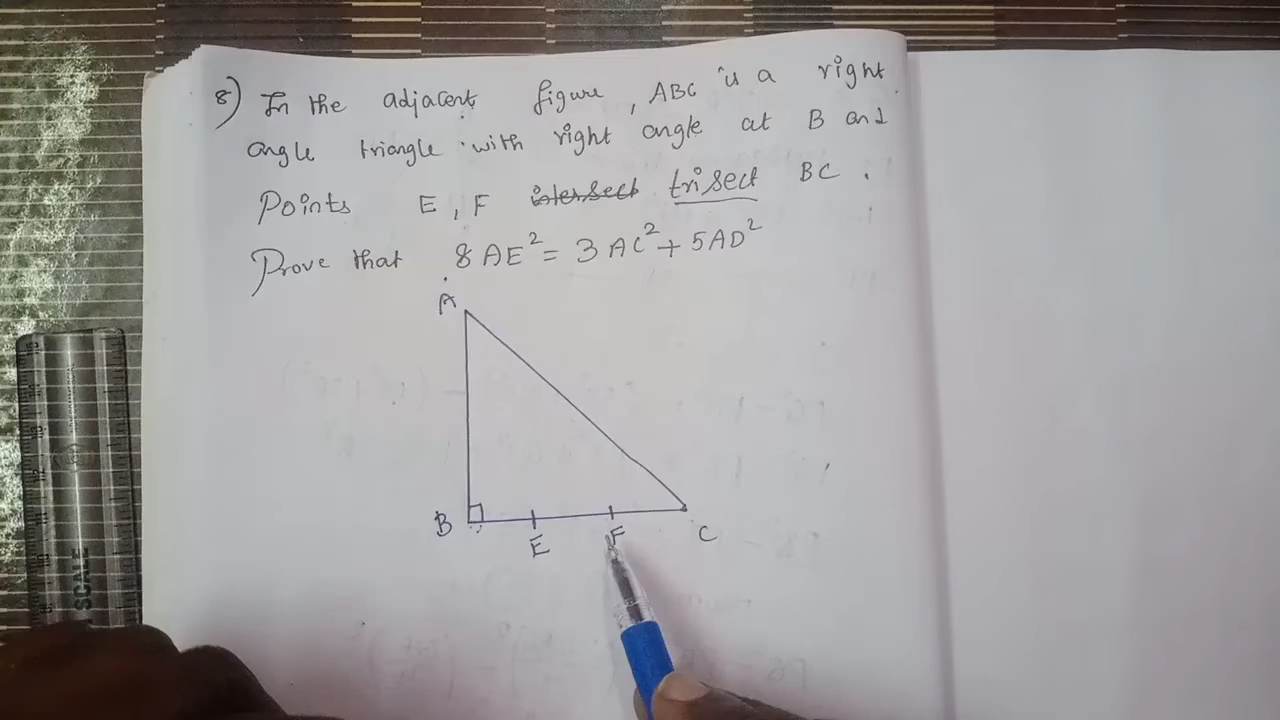 8) In the adjacent figure, ABC is a right
angle triangle with right angle at B and
Points E, F intersect trisect BC.
Prove that 8AE² = 3AC² + 5AD²
A
B
E
F
C
SCALE